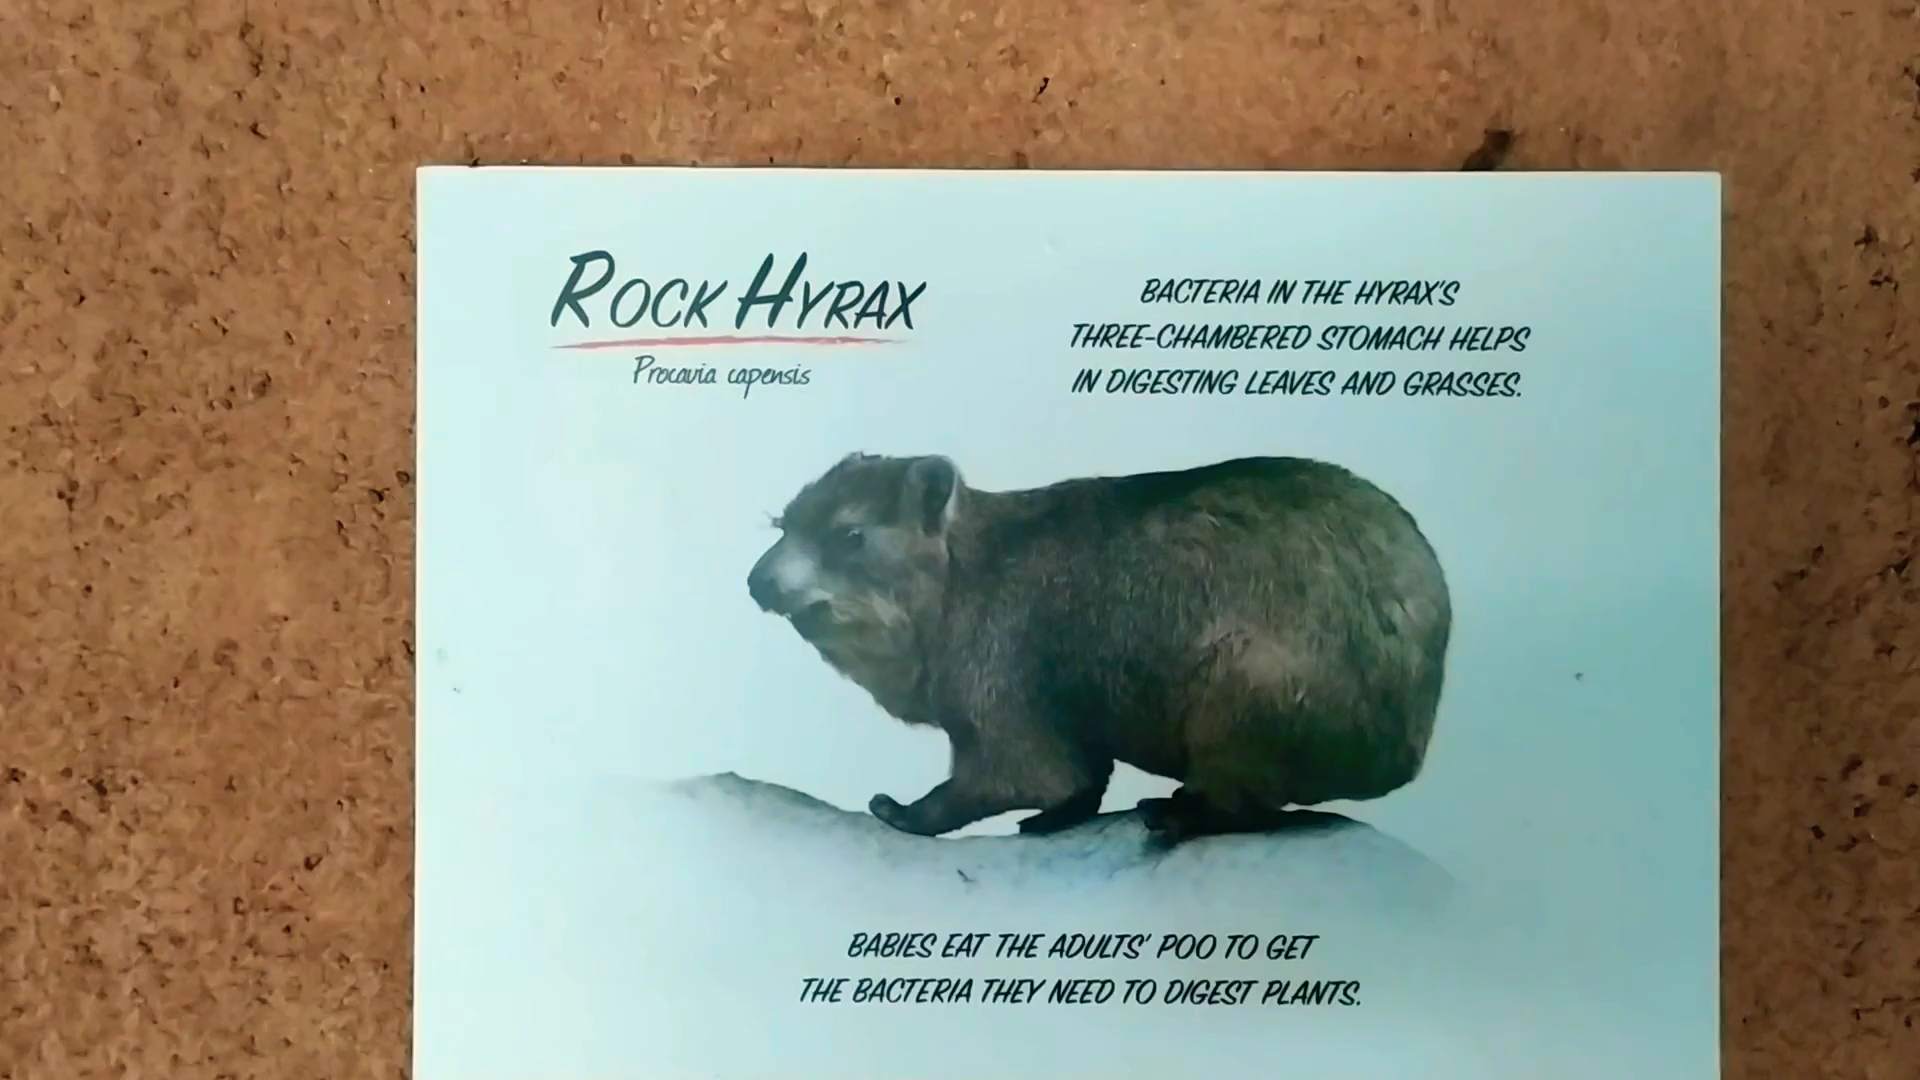 ROCK HYRAX
Procavia capensis
BACTERIA IN THE HYRAX'S
THREE-CHAMBERED STOMACH HELPS
IN DIGESTING LEAVES AND GRASSES.
BABIES EAT THE ADULTS' POO TO GET
THE BACTERIA THEY NEED TO DIGEST PLANTS.